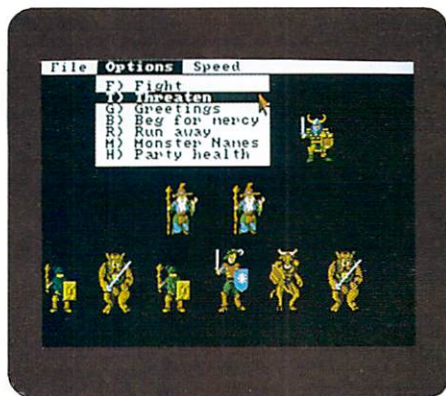 File Options Speed
F) Fight
T) Threaten
G) Greetings
B) Beg for mercy
R) Run away
M) Monster Names
H) Party health